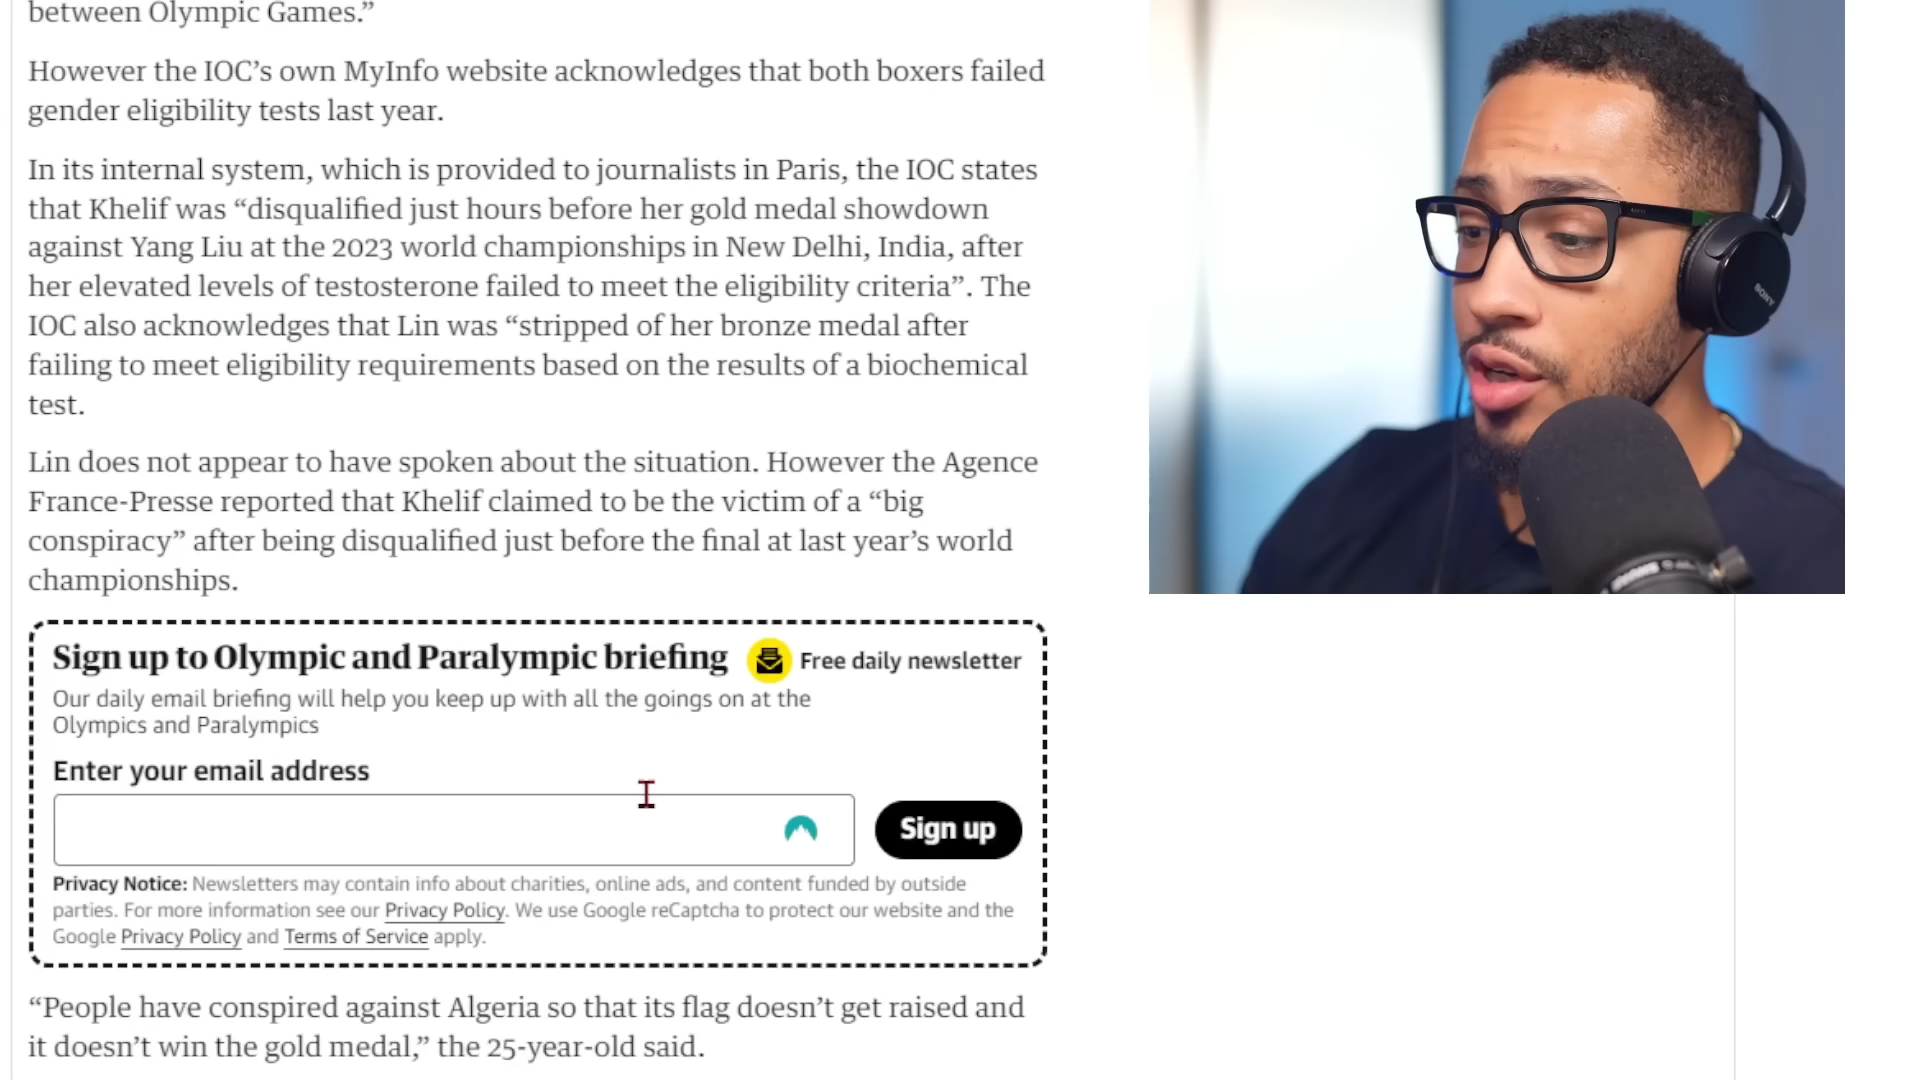 between Olympic Games.”
However the IOC’s own MyInfo website acknowledges that both boxers failed
gender eligibility tests last year.
In its internal system, which is provided to journalists in Paris, the IOC states
that Khelif was “disqualified just hours before her gold medal showdown
against Yang Liu at the 2023 world championships in New Delhi, India, after
her elevated levels of testosterone failed to meet the eligibility criteria”. The
IOC also acknowledges that Lin was “stripped of her bronze medal after
failing to meet eligibility requirements based on the results of a biochemical
test.
Lin does not appear to have spoken about the situation. However the Agence
France-Presse reported that Khelif claimed to be the victim of a “big
conspiracy” after being disqualified just before the final at last year’s world
championships.
Sign up to Olympic and Paralympic briefing
Free daily newsletter
Our daily email briefing will help you keep up with all the goings on at the
Olympics and Paralympics
Enter your email address
Sign up
Privacy Notice: Newsletters may contain info about charities, online ads, and content funded by outside
parties. For more information see our Privacy Policy. We use Google reCaptcha to protect our website and the
Google Privacy Policy and Terms of Service apply.
“People have conspired against Algeria so that its flag doesn’t get raised and
it doesn’t win the gold medal,” the 25-year-old said.
SONY